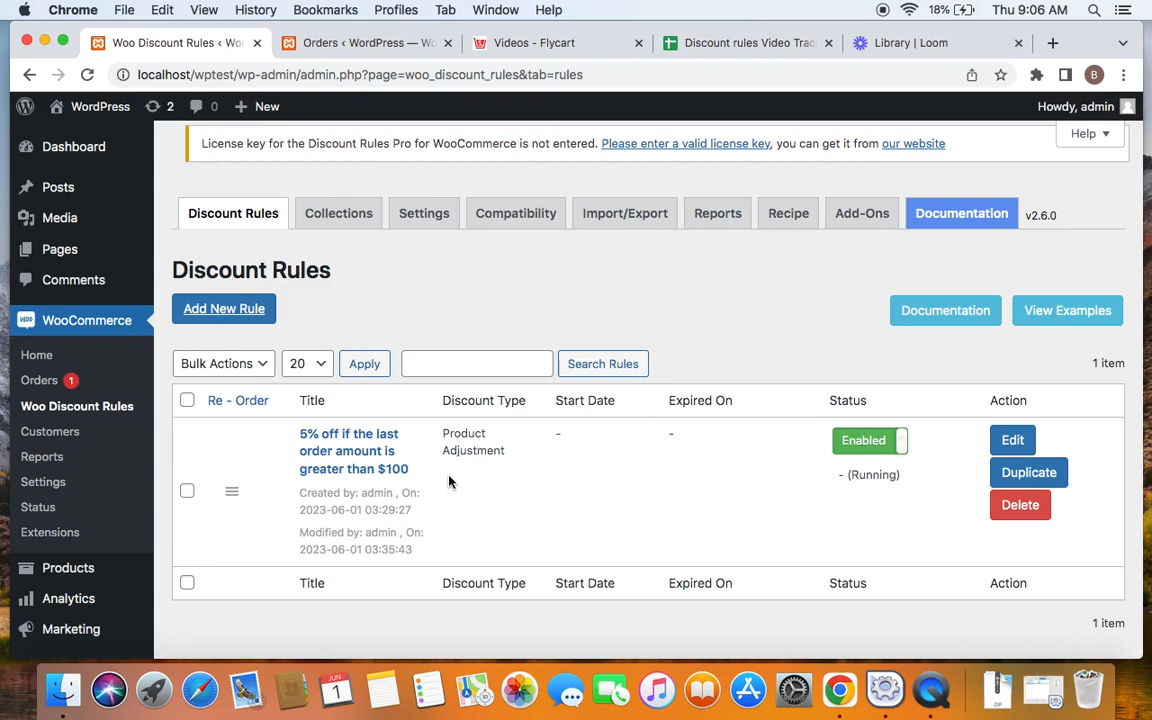 Chrome File Edit View History Bookmarks Profiles Tab Window Help 18% Thu 9:06 AM
Woo Discount Rules ‹ Wor Orders ‹ WordPress — Wo Videos - Flycart Discount rules Video Trac Library | Loom
localhost/wptest/wp-admin/admin.php?page=woo_discount_rules&tab=rules B
WordPress 2 0 New Howdy, admin
Dashboard
Posts
Media
Pages
Comments
WooCommerce
Home
Orders 1
Woo Discount Rules
Customers
Reports
Settings
Status
Extensions
Products
Analytics
Marketing
Help
License key for the Discount Rules Pro for WooCommerce is not entered. Please enter a valid license key, you can get it from our website
Discount Rules Collections Settings Compatibility Import/Export Reports Recipe Add-Ons Documentation v2.6.0
Discount Rules
Add New Rule Documentation View Examples
Bulk Actions 20 Apply Search Rules 1 item
Re - Order Title Discount Type Start Date Expired On Status Action
5% off if the last
order amount is
greater than $100
Created by: admin , On:
2023-06-01 03:29:27
Modified by: admin , On:
2023-06-01 03:35:43
Product
Adjustment
- -
Enabled
- (Running)
Edit
Duplicate
Delete
Title Discount Type Start Date Expired On Status Action
1 item
JUN
1
ZIP